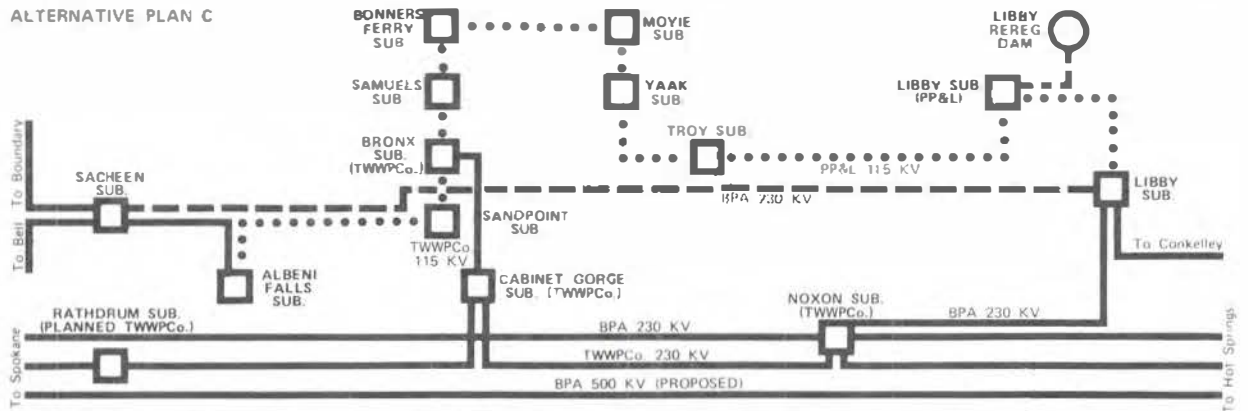 ALTERNATIVE PLAN C
BONNERS
FERRY
SUB
MOYIE
SUB
LIBBY
REREG
DAM
SAMUELS
SUB
YAAK
SUB
LIBBY SUB
(PP&L)
BRONX
SUB.
(TWWPCo.)
TROY SUB.
PP&L 115 KV
To Boundary
SACHEEN
SUB.
BPA 230 KV
LIBBY
SUB.
To Bell
SANDPOINT
SUB
TWWPCo.
115 KV
To Conkelley
ALBENI
FALLS
SUB.
CABINET GORGE
SUB. (TWWPCo.)
RATHDRUM SUB.
(PLANNED TWWPCo.)
NOXON SUB.
(TWWPCo.)
BPA 230 KV
BPA 230 KV
To Spokane
TWWPCo. 230 KV
To Hot Springs
BPA 500 KV (PROPOSED)